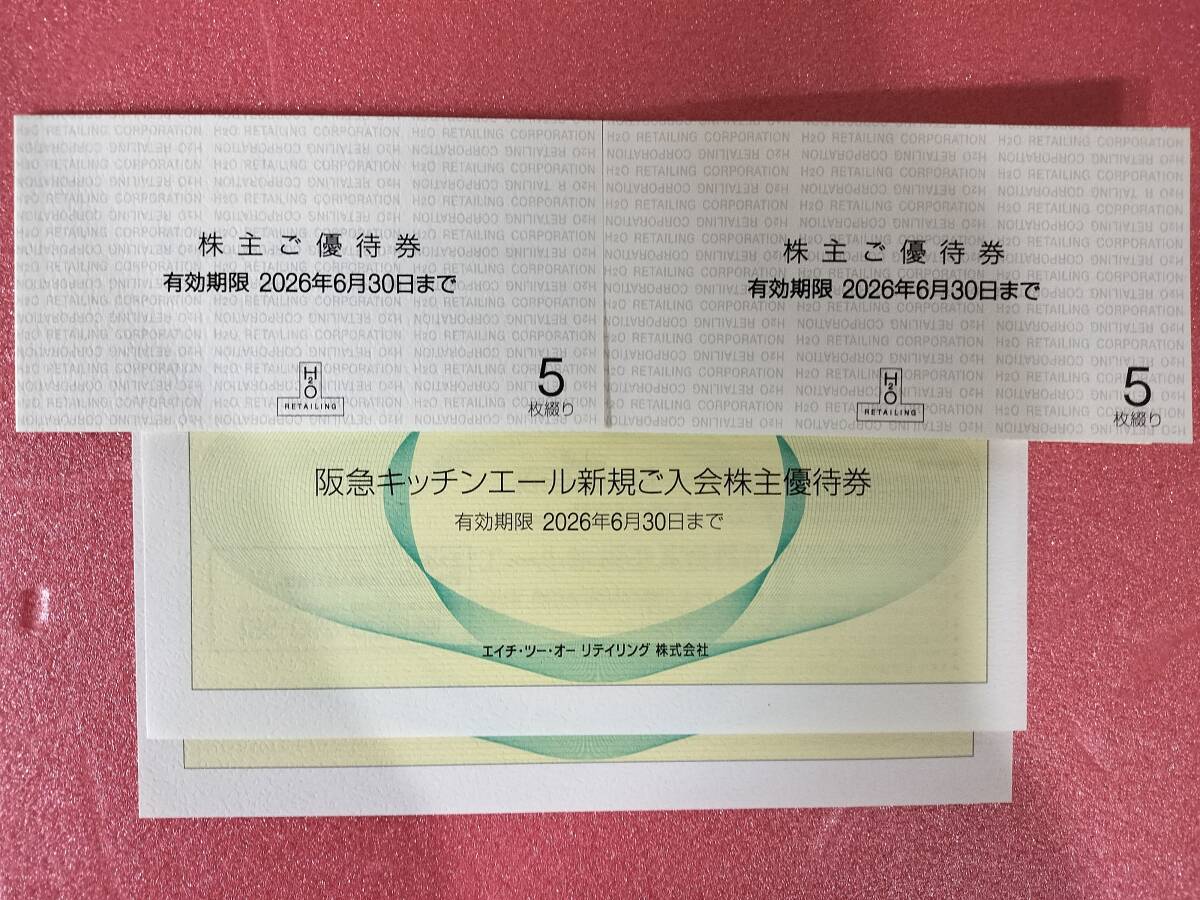 株主ご優待券
有効期限 2026年6月30日まで
H2O
RETAILING
5
枚綴り
株主ご優待券
有効期限 2026年6月30日まで
H2O
RETAILING
5
枚綴り
阪急キッチンエール新規ご入会株主優待券
有効期限 2026年6月30日まで
エイチ・ツー・オー リテイリング 株式会社
H2O RETAILING CORPORATION